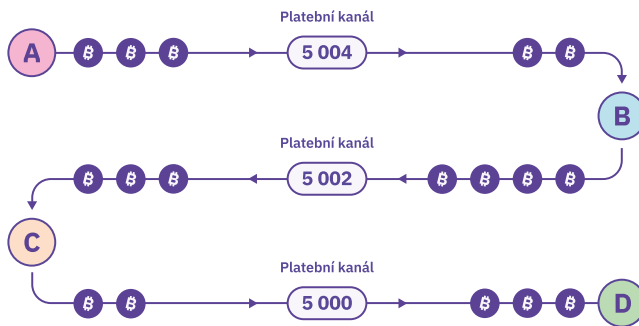 Platební kanál
A 5 004
B
Platební kanál
5 002
C
Platební kanál
5 000 D